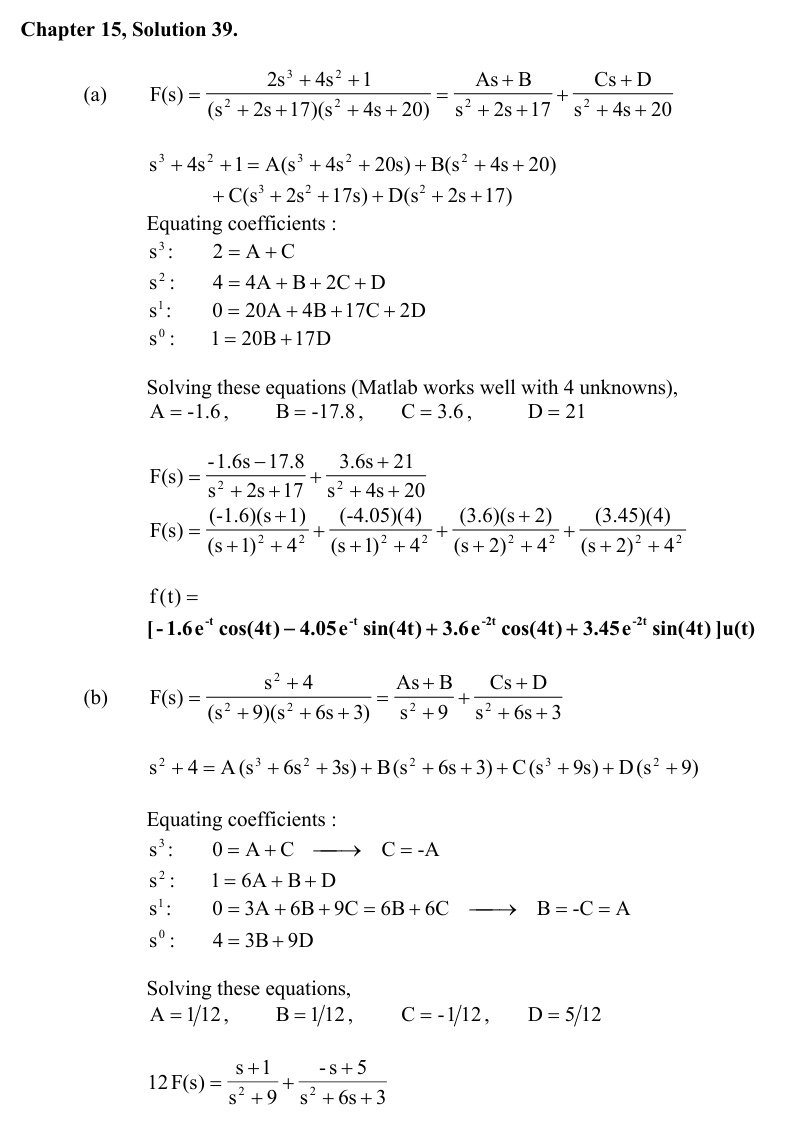 Chapter 15, Solution 39.
(a) F(s) = (2s³ + 4s² + 1)/((s² + 2s + 17)(s² + 4s + 20)) = (As + B)/(s² + 2s + 17) + (Cs + D)/(s² + 4s + 20)
s³ + 4s² + 1 = A(s³ + 4s² + 20s) + B(s² + 4s + 20)
+ C(s³ + 2s² + 17s) + D(s² + 2s + 17)
Equating coefficients :
s³ : 2 = A + C
s² : 4 = 4A + B + 2C + D
s¹ : 0 = 20A + 4B + 17C + 2D
s⁰ : 1 = 20B + 17D
Solving these equations (Matlab works well with 4 unknowns),
A = -1.6 , B = -17.8 , C = 3.6 , D = 21
F(s) = (-1.6s − 17.8)/(s² + 2s + 17) + (3.6s + 21)/(s² + 4s + 20)
F(s) = (-1.6)(s + 1)/((s + 1)² + 4²) + (-4.05)(4)/((s + 1)² + 4²) + (3.6)(s + 2)/((s + 2)² + 4²) + (3.45)(4)/((s + 2)² + 4²)
f(t) =
[ - 1.6 e⁻ᵗ cos(4t) − 4.05 e⁻ᵗ sin(4t) + 3.6 e⁻²ᵗ cos(4t) + 3.45 e⁻²ᵗ sin(4t) ]u(t)
(b) F(s) = (s² + 4)/((s² + 9)(s² + 6s + 3)) = (As + B)/(s² + 9) + (Cs + D)/(s² + 6s + 3)
s² + 4 = A (s³ + 6s² + 3s) + B (s² + 6s + 3) + C (s³ + 9s) + D (s² + 9)
Equating coefficients :
s³ : 0 = A + C ⟶ C = -A
s² : 1 = 6A + B + D
s¹ : 0 = 3A + 6B + 9C = 6B + 6C ⟶ B = -C = A
s⁰ : 4 = 3B + 9D
Solving these equations,
A = 1/12 , B = 1/12 , C = -1/12 , D = 5/12
12 F(s) = (s + 1)/(s² + 9) + (-s + 5)/(s² + 6s + 3)